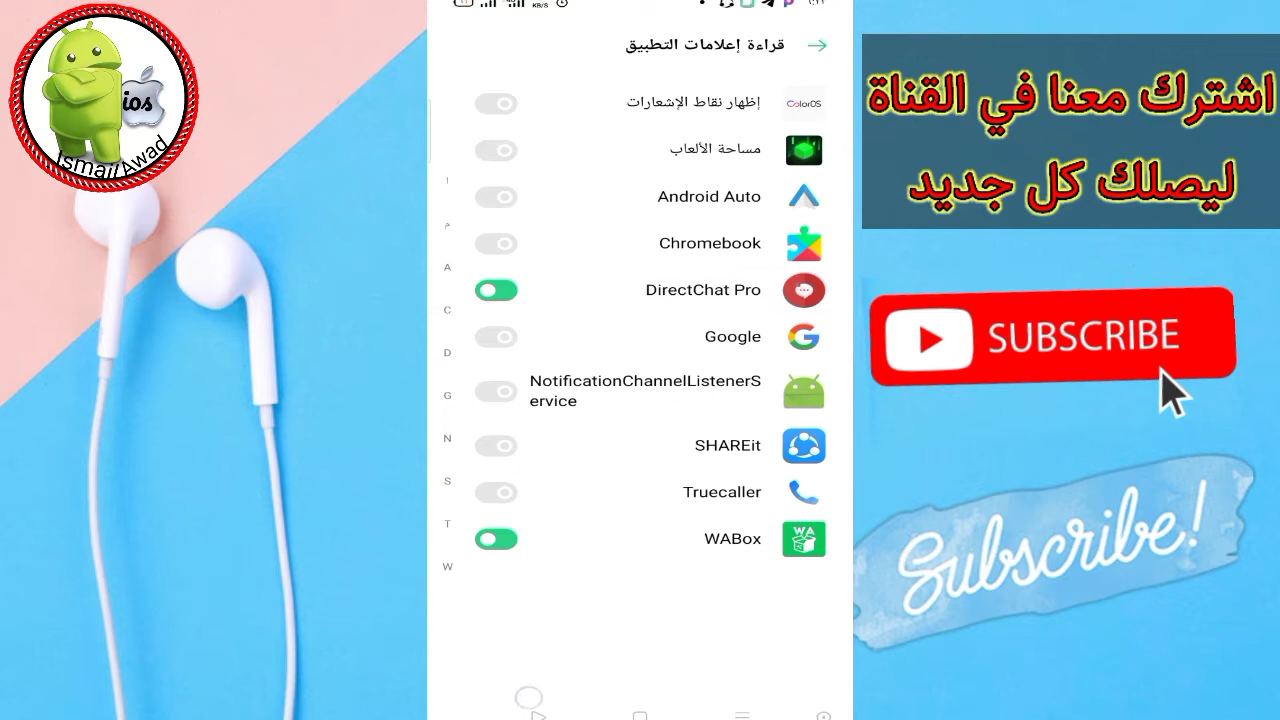 ios
Ismail Awad
KB/S
قراءة إعلامات التطبيق
ColorOS
إظهار نقاط الإشعارات
مساحة الألعاب
Android Auto
Chromebook
DirectChat Pro
Google
NotificationChannelListenerS
ervice
SHAREit
Truecaller
WA
WABox
ا
م
A
C
D
G
N
S
T
W
اشترك معنا في القناة
ليصلك كل جديد
SUBSCRIBE
Subscribe!